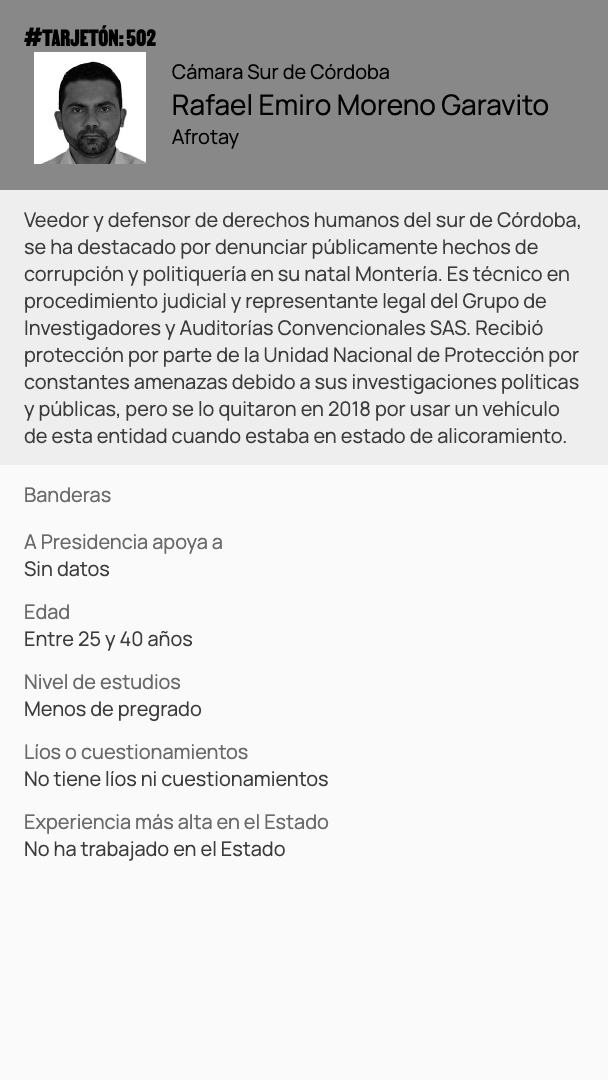 #TARJETÓN: 502
Cámara Sur de Córdoba
Rafael Emiro Moreno Garavito
Afrotay
Veedor y defensor de derechos humanos del sur de Córdoba,
se ha destacado por denunciar públicamente hechos de
corrupción y politiquería en su natal Montería. Es técnico en
procedimiento judicial y representante legal del Grupo de
Investigadores y Auditorías Convencionales SAS. Recibió
protección por parte de la Unidad Nacional de Protección por
constantes amenazas debido a sus investigaciones políticas
y públicas, pero se lo quitaron en 2018 por usar un vehículo
de esta entidad cuando estaba en estado de alicoramiento.
Banderas
A Presidencia apoya a
Sin datos
Edad
Entre 25 y 40 años
Nivel de estudios
Menos de pregrado
Líos o cuestionamientos
No tiene líos ni cuestionamientos
Experiencia más alta en el Estado
No ha trabajado en el Estado